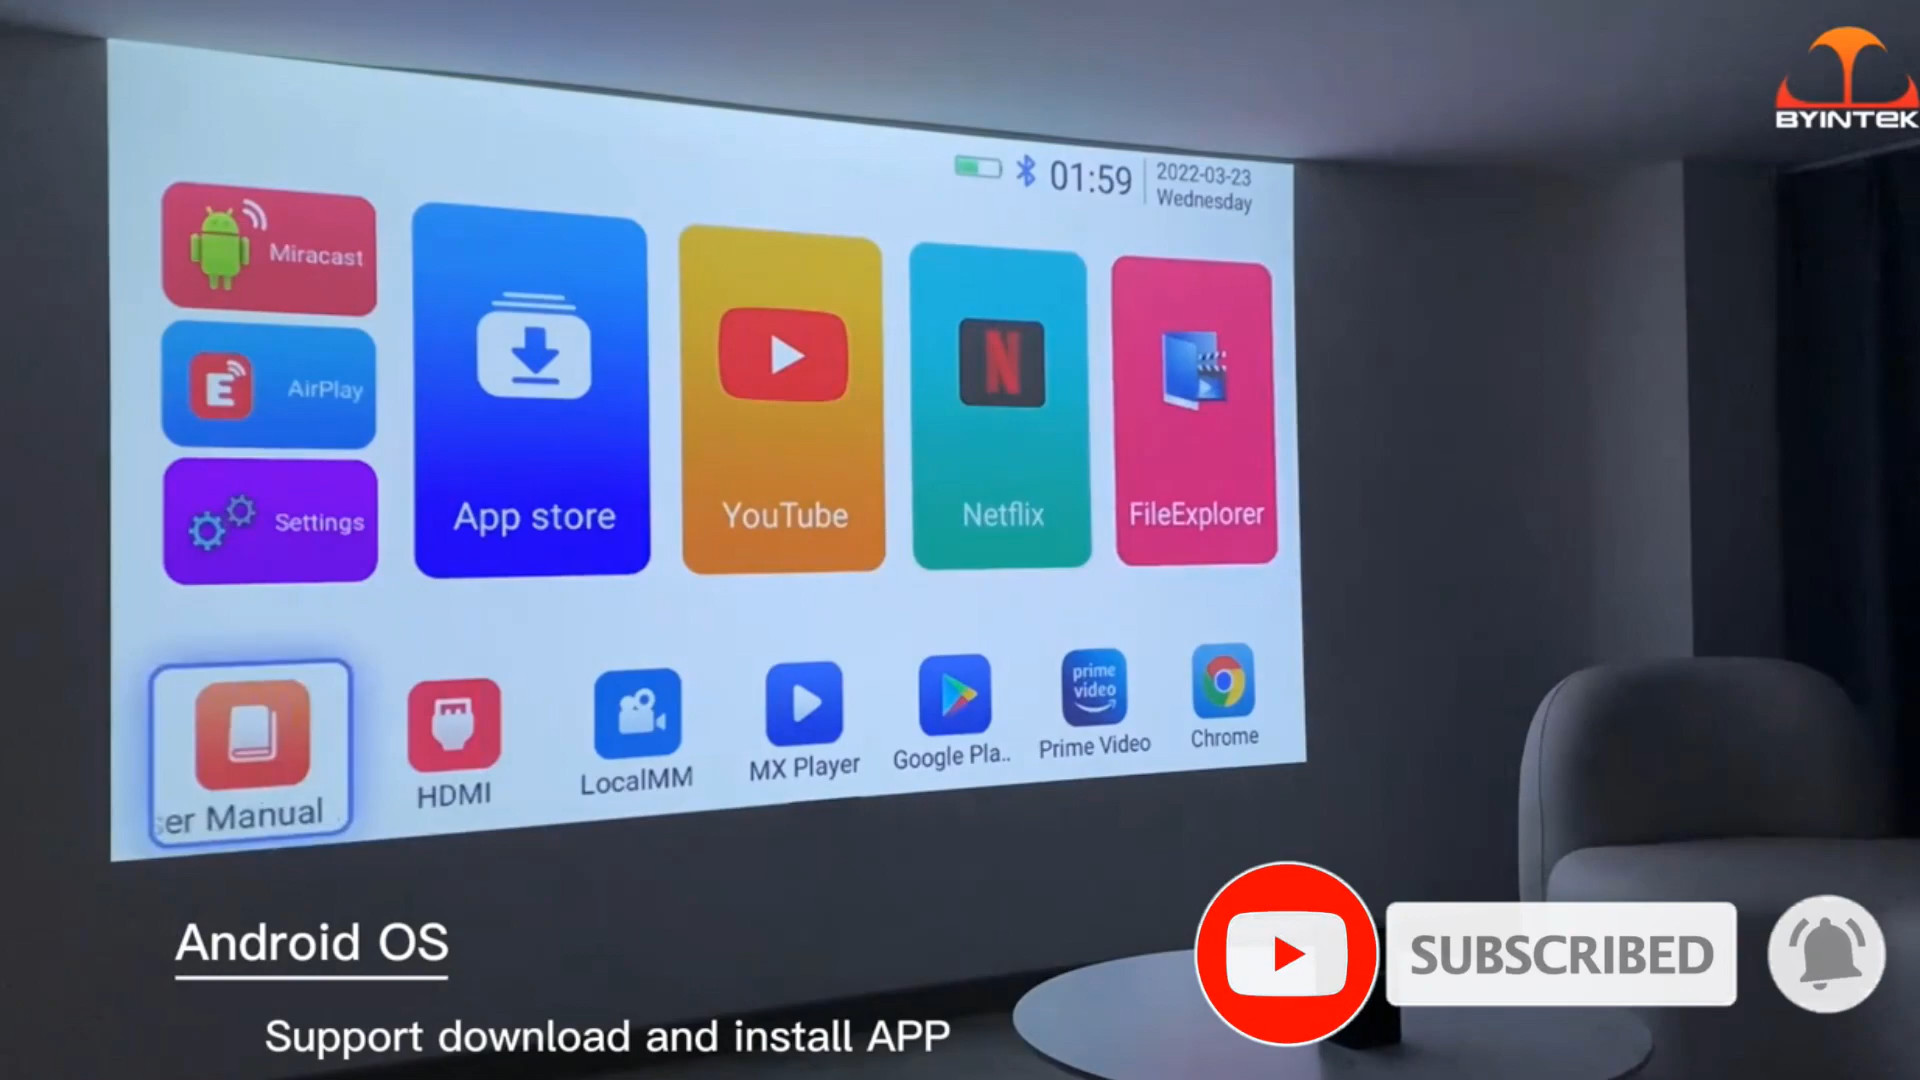 BYINTEK
01:59
2022-03-23
Wednesday
Miracast
E
AirPlay
Settings
App store
YouTube
N
Netflix
FileExplorer
ser Manual
HDMI
LocalMM
MX Player
Google Pla..
prime
video
Prime Video
Chrome
Android OS
Support download and install APP
SUBSCRIBED